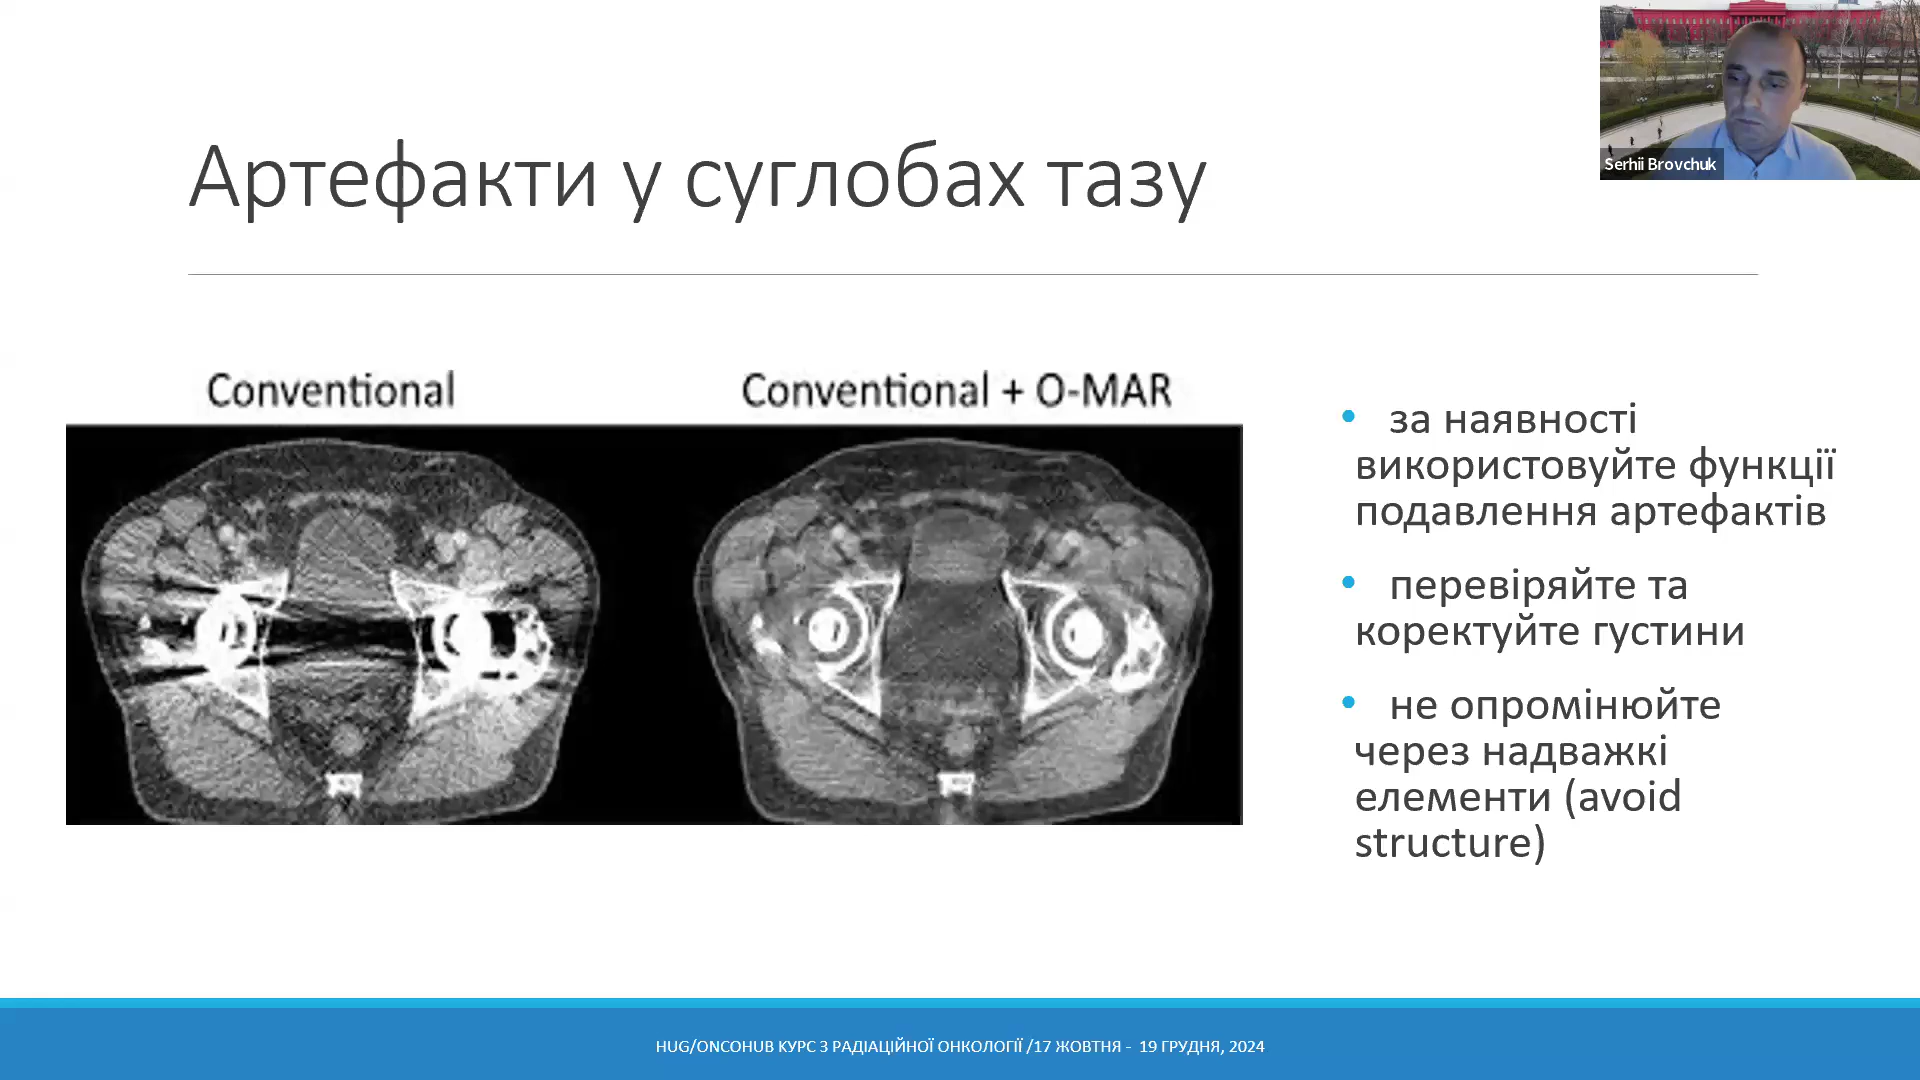 Serhii Brovchuk
Артефакти у суглобах тазу
Conventional
Conventional + O-MAR
• за наявності
використовуйте функції
подавлення артефактів
• перевіряйте та
коректуйте густини
• не опромінюйте
через надважкі
елементи (avoid
structure)
HUG/ONCOHUB КУРС З РАДІАЦІЙНОЇ ОНКОЛОГІЇ /17 ЖОВТНЯ - 19 ГРУДНЯ, 2024